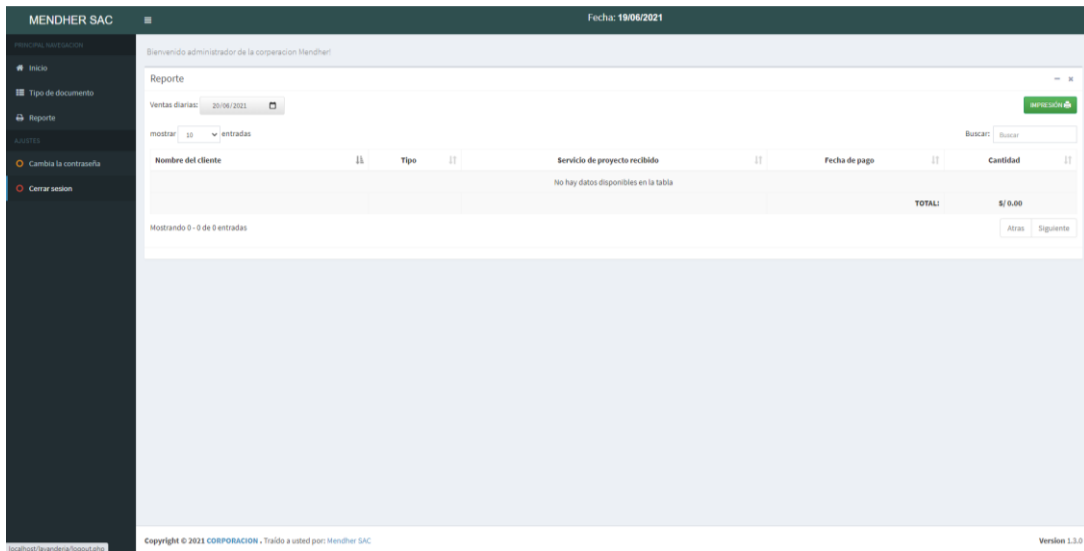 MENDHER SAC
Fecha: 19/06/2021
PRINCIPAL NAVEGACION
Inicio
Tipo de documento
Reporte
AJUSTES
Cambia la contraseña
Cerrar sesion
Bienvenido administrador de la corperacion Mendher!
Reporte
Ventas diarias: 20/06/2021
IMPRESIÓN
mostrar 10 entradas
Buscar: Buscar
Nombre del cliente Tipo Servicio de proyecto recibido Fecha de pago Cantidad
No hay datos disponibles en la tabla
TOTAL: S/ 0.00
Mostrando 0 - 0 de 0 entradas
Atras Siguiente
Copyright © 2021 CORPORACION . Traído a usted por: Mendher SAC
Version 1.3.0
localhost/lavanderia/logout.php